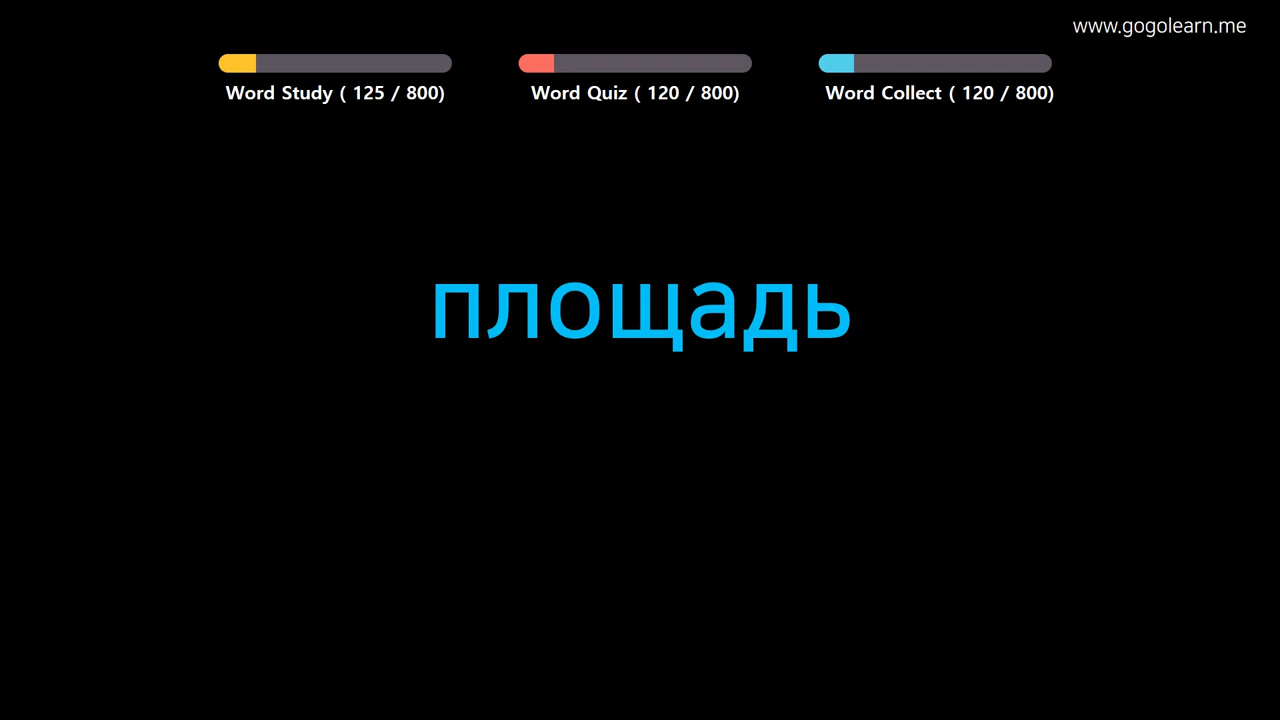 www.gogolearn.me
Word Study ( 125 / 800)
Word Quiz ( 120 / 800)
Word Collect ( 120 / 800)
площадь